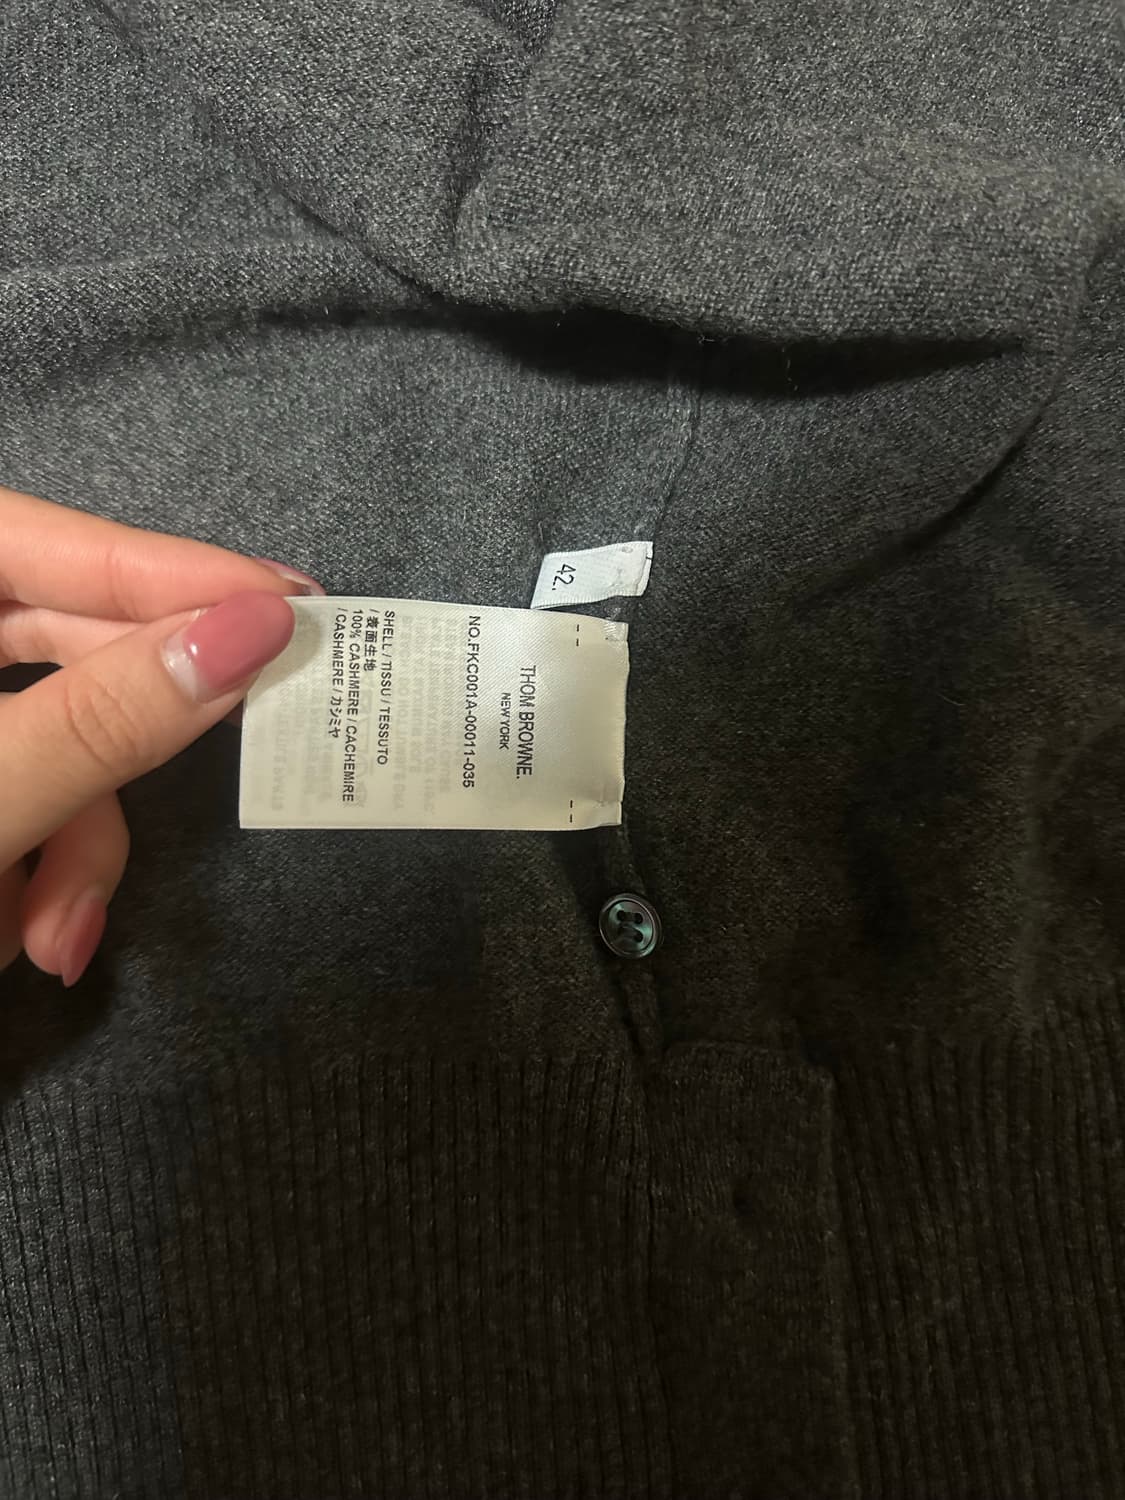 42.
THOM BROWNE.
NEW YORK
NO.FKC001A-00011-035
SHELL / TISSU / TESSUTO
/ 表面生地
100% CASHMERE / CACHEMIRE
/ CASHMERE / カシミヤ